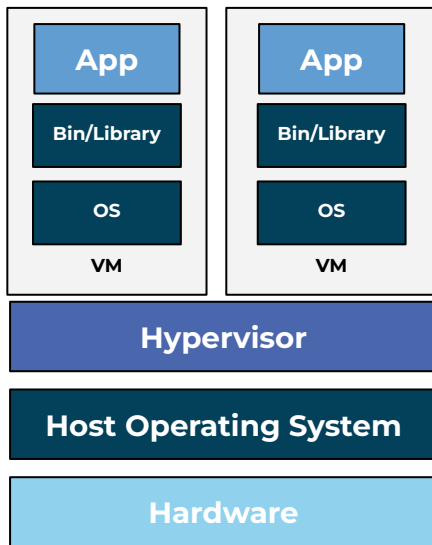 App
Bin/Library
OS
VM
App
Bin/Library
OS
VM
Hypervisor
Host Operating System
Hardware